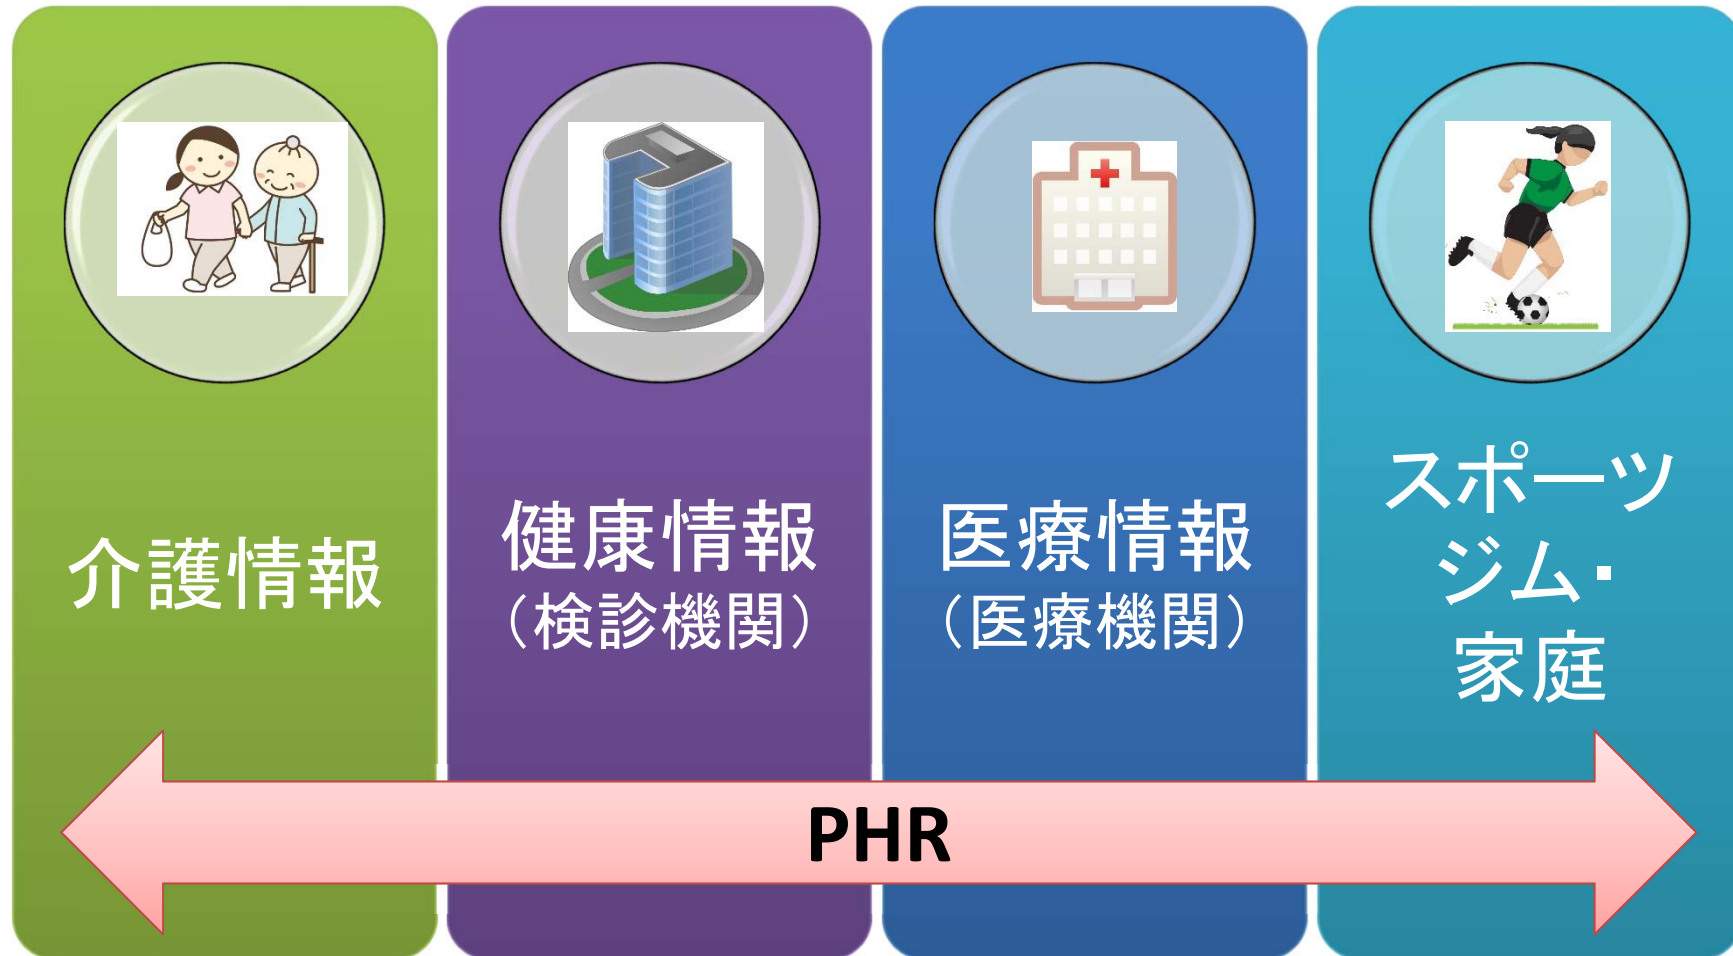 介護情報
健康情報
（検診機関）
医療情報
（医療機関）
スポーツ
ジム・
家庭
PHR